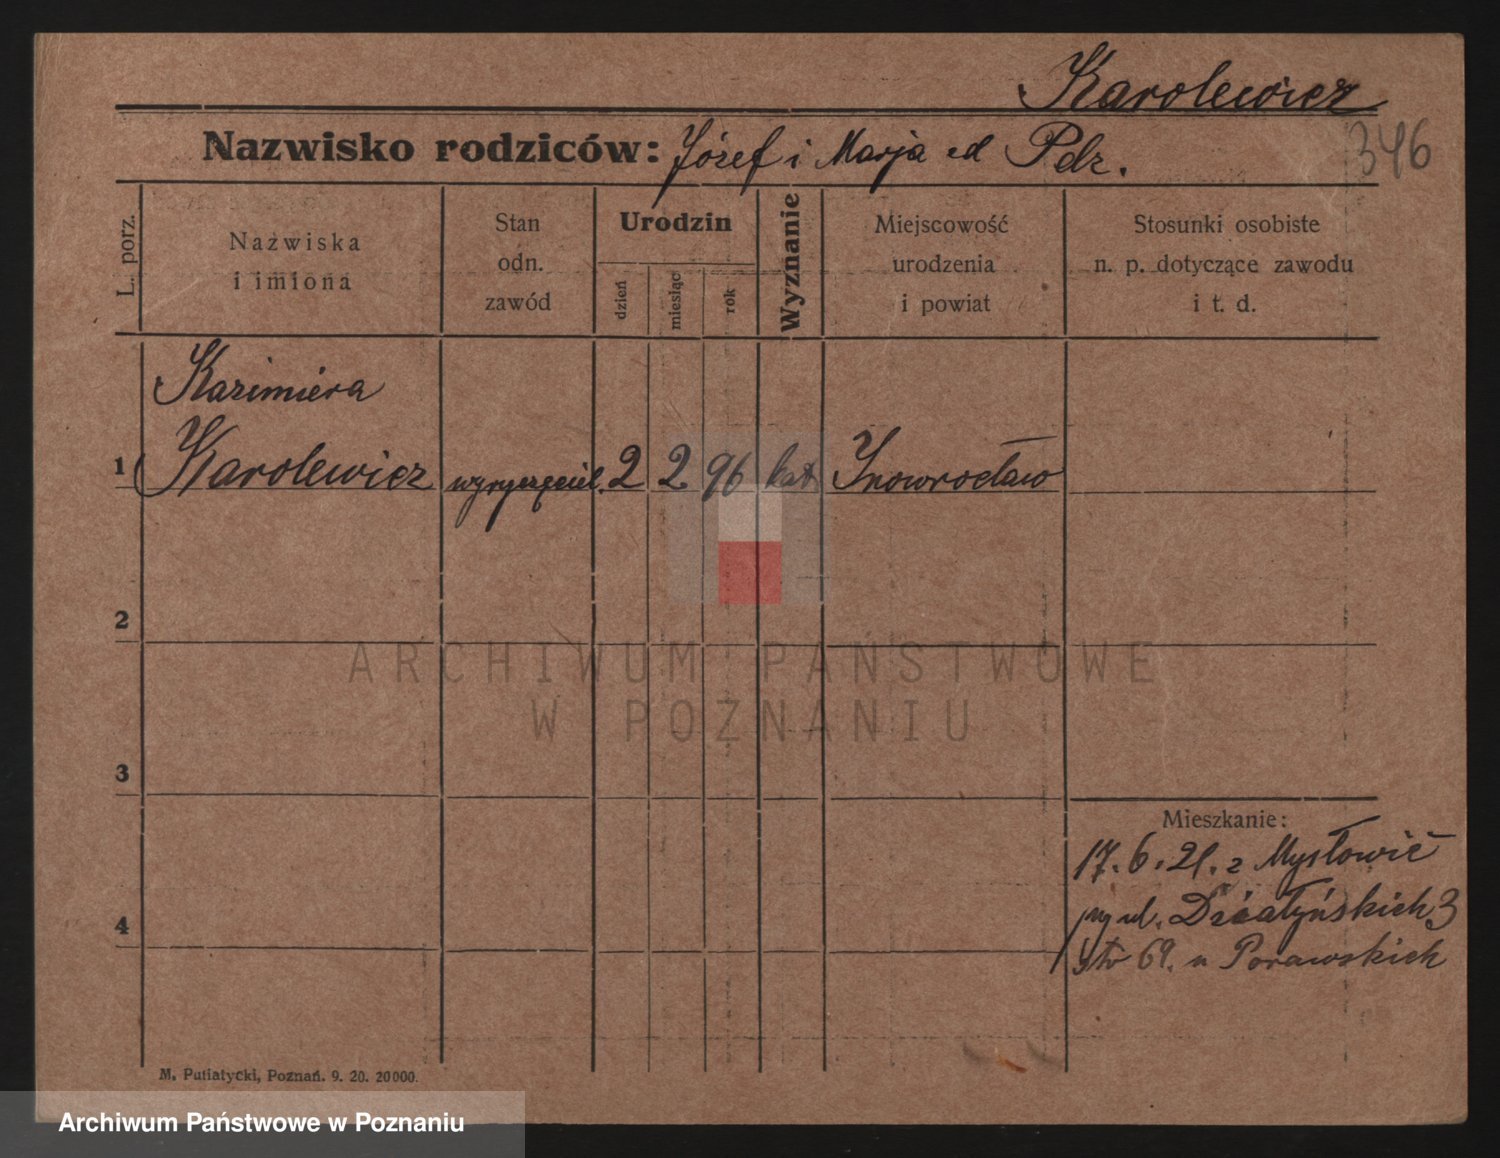 Karolewicz
346
Nazwisko rodziców: Józef i Marja
L. porz.
Nazwiska
i imiona
Stan
odn.
zawód
Urodzin
dzień
miesiąc
rok
Wyznanie
Miejscowość
urodzenia
i powiat
Stosunki osobiste
n. p. dotyczące zawodu
i t. d.
Kazimiera
1 Karolewicz 2 2 96 kat. Inowrocław
2
ARCHIWUM PAŃSTWOWE
W POZNANIU
3
Mieszkanie:
17. 6. 21. z Mysłowic
ul. Działyńskich 3
69. u Porawskich
4
M. Putiatycki, Poznań. 9. 20. 20000.
Archiwum Państwowe w Poznaniu